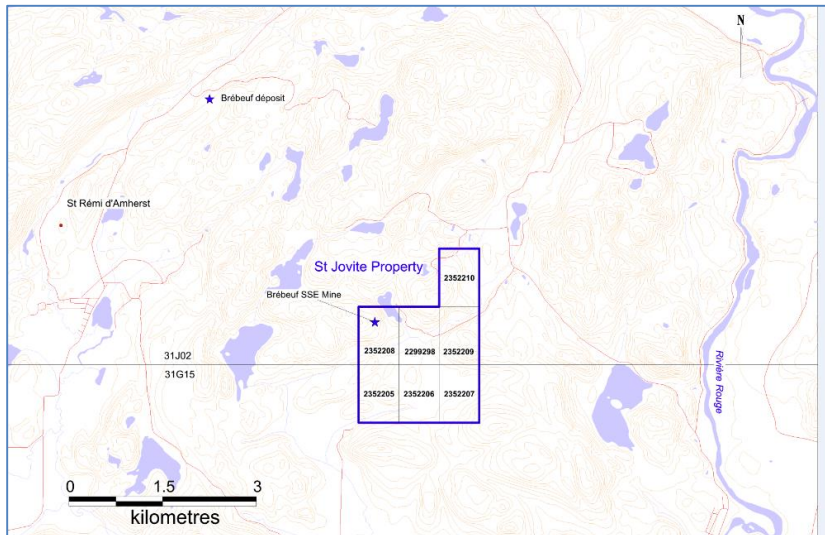 N
Brébeuf déposit
St Rémi d'Amherst
St Jovite Property
2352210
Brébeuf SSE Mine
2352208 2299298 2352209
31J02
31G15
2352205 2352206 2352207
Rivière Rouge
0 1.5 3
kilometres